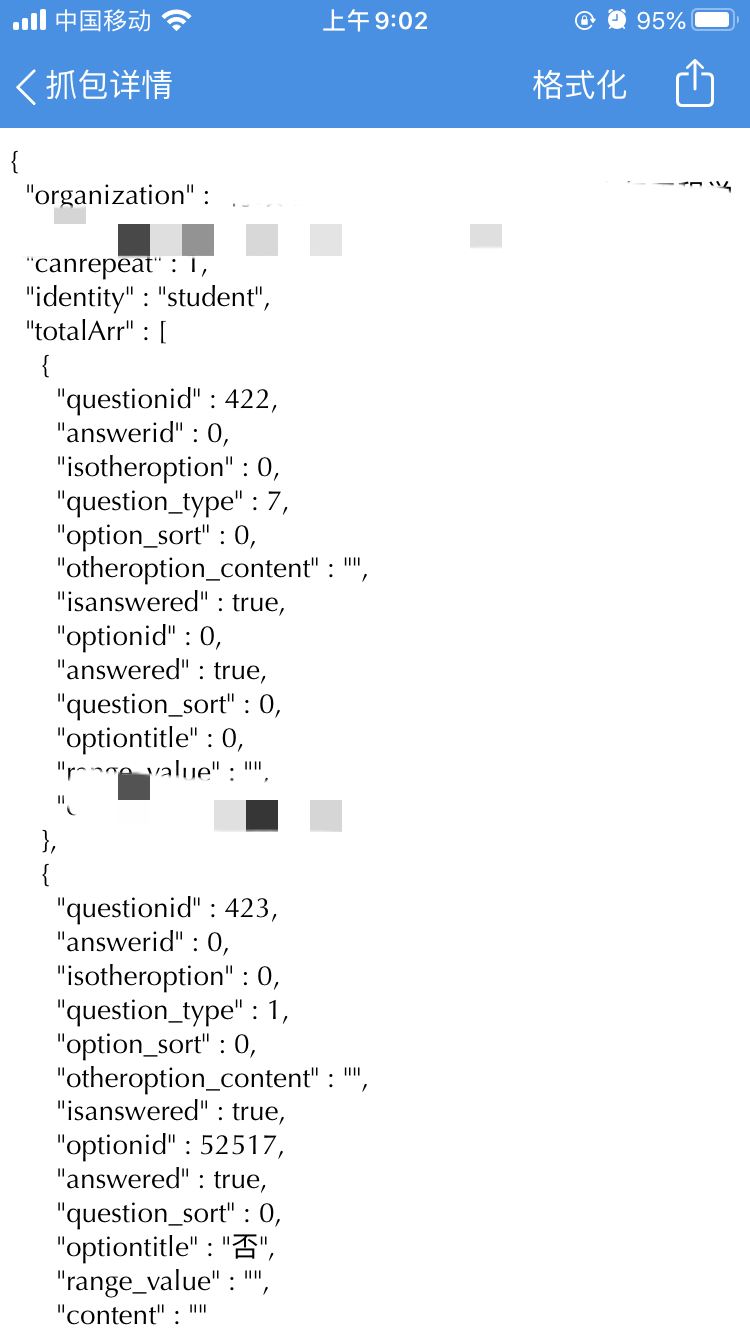 中国移动 上午9:02 95%
抓包详情 格式化
{
"organization" :
"canrepeat" : 1,
"identity" : "student",
"totalArr" : [
{
"questionid" : 422,
"answerid" : 0,
"isotheroption" : 0,
"question_type" : 7,
"option_sort" : 0,
"otheroption_content" : "",
"isanswered" : true,
"optionid" : 0,
"answered" : true,
"question_sort" : 0,
"optiontitle" : 0,
"range_value" : "",
},
{
"questionid" : 423,
"answerid" : 0,
"isotheroption" : 0,
"question_type" : 1,
"option_sort" : 0,
"otheroption_content" : "",
"isanswered" : true,
"optionid" : 52517,
"answered" : true,
"question_sort" : 0,
"optiontitle" : "否",
"range_value" : "",
"content" : ""